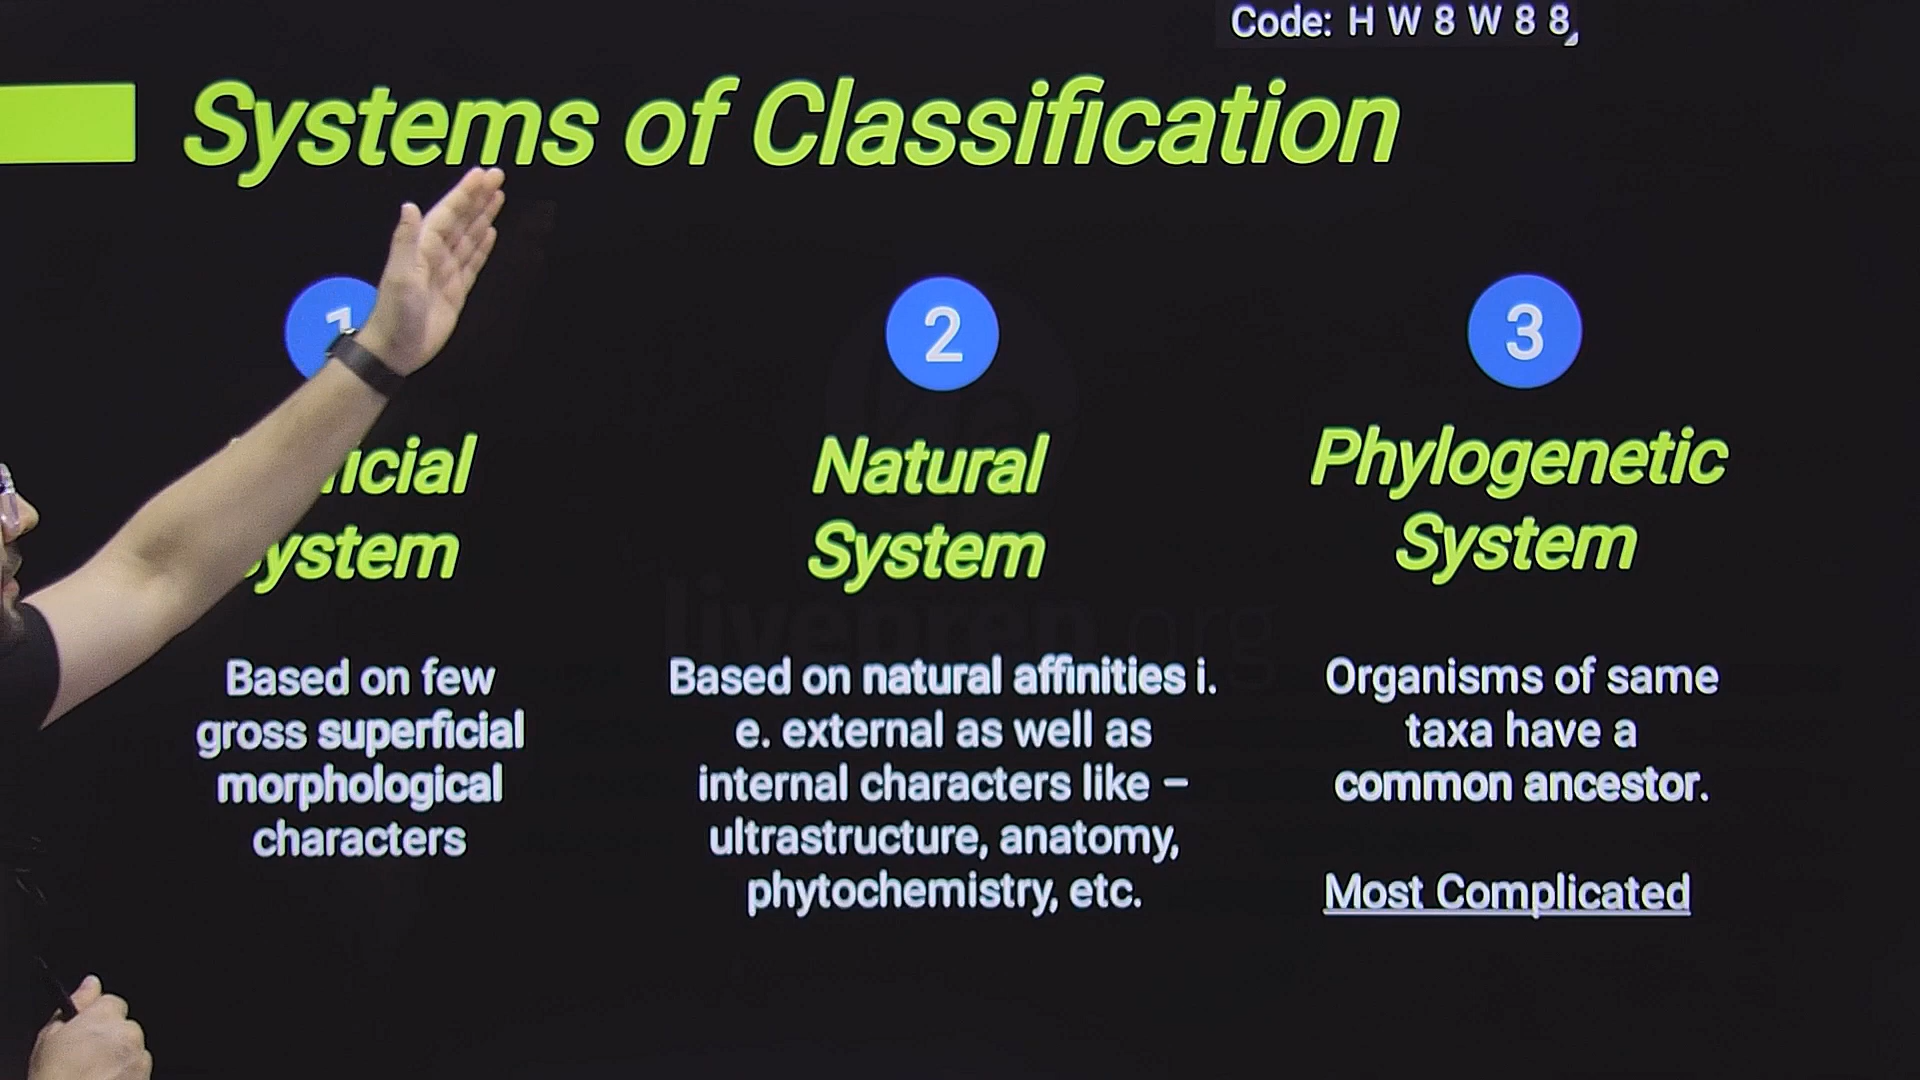 Code: H W 8 W 8 8
Systems of Classification
2
3
Natural
System
Phylogenetic
System
Based on few
gross superficial
morphological
characters
Based on natural affinities i.
e. external as well as
internal characters like –
ultrastructure, anatomy,
phytochemistry, etc.
Organisms of same
taxa have a
common ancestor.
Most Complicated
liveprep.org